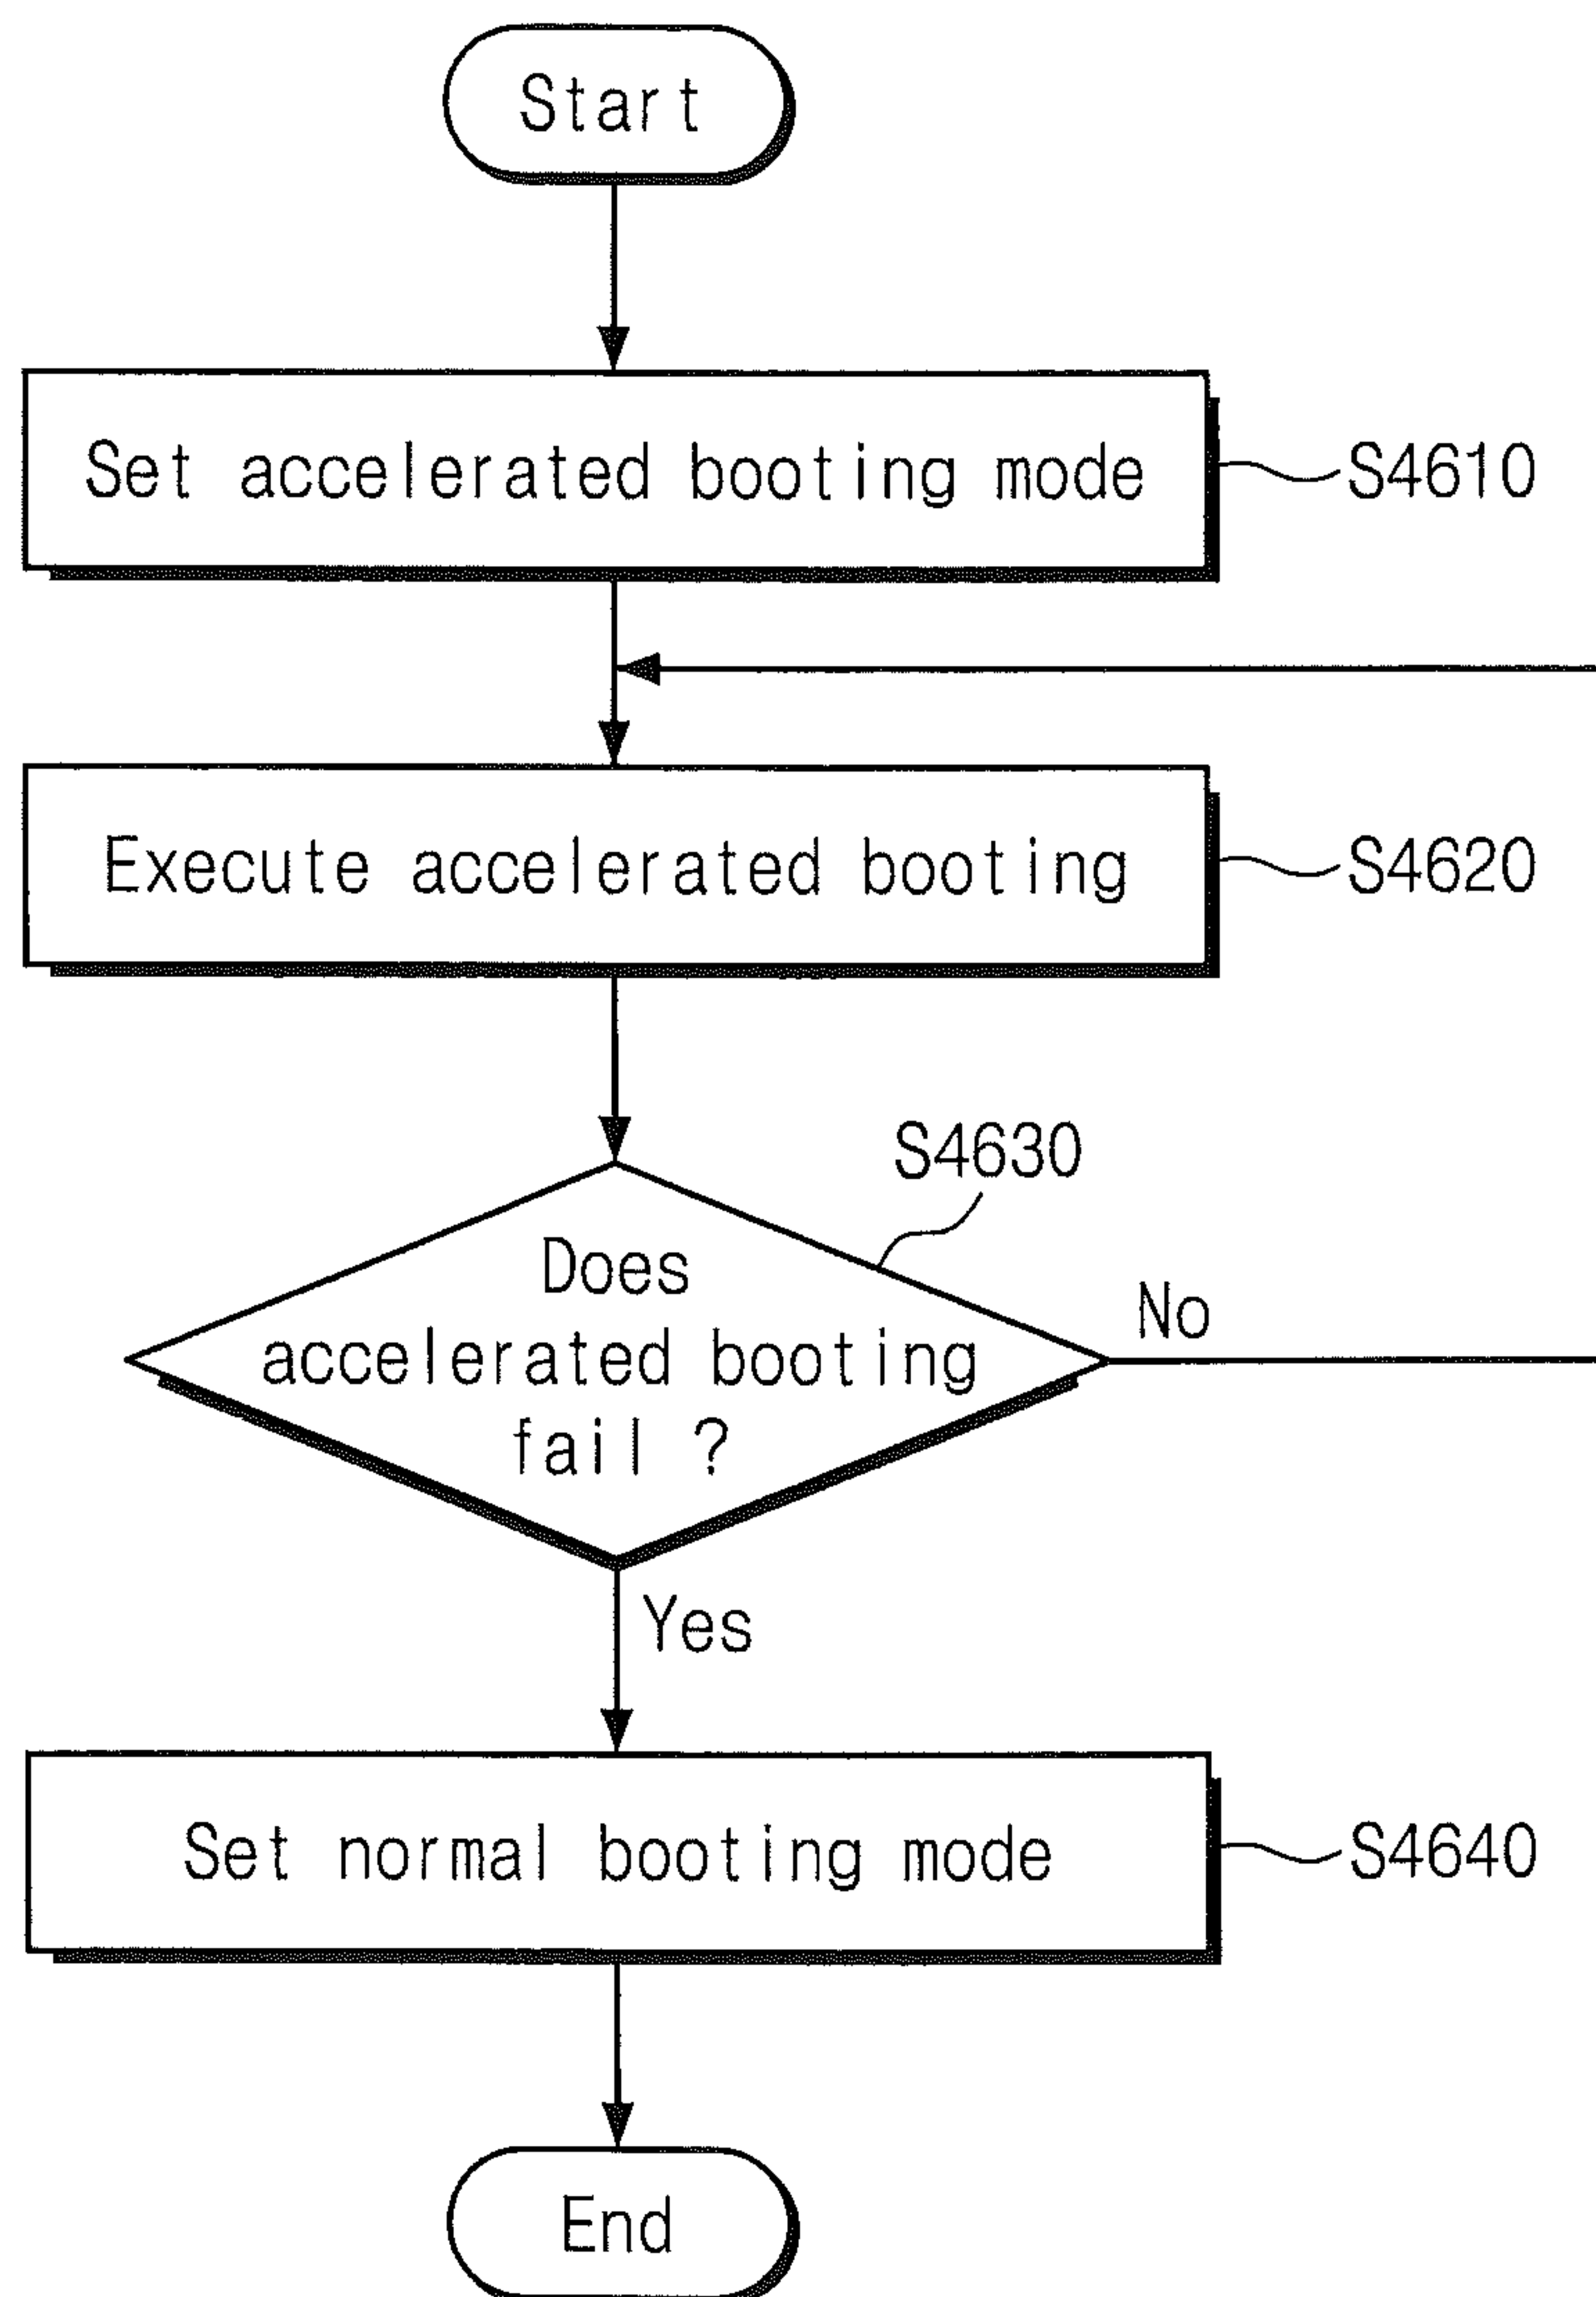 Start
Set accelerated booting mode
S4610
Execute accelerated booting
S4620
S4630
Does
accelerated booting
fail ?
No
Yes
Set normal booting mode
S4640
End